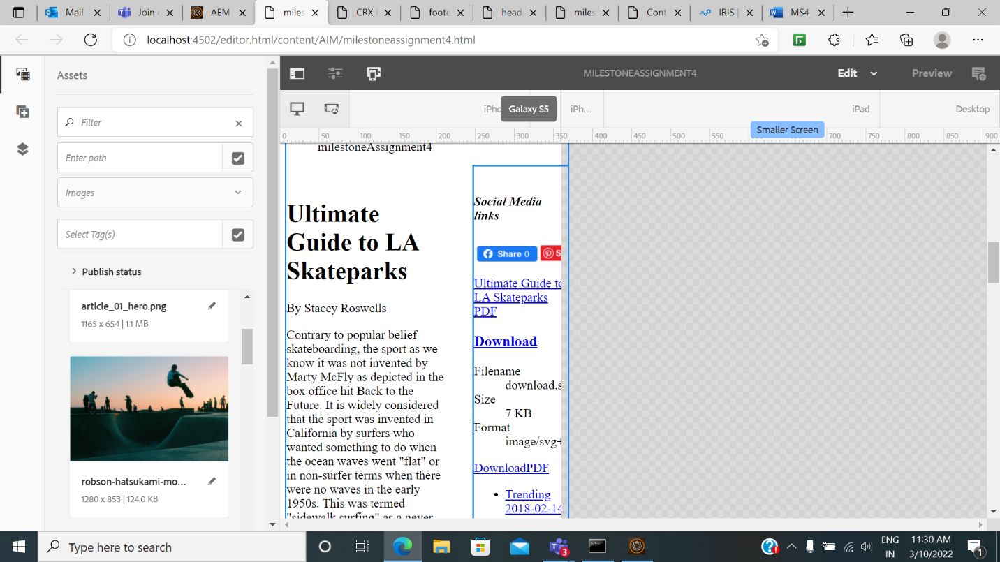 Mail
Join
AEM
miles
CRX
foote
head
miles
Cont
IRIS |
MS4_
localhost:4502/editor.html/content/AIM/milestoneassignment4.html
Assets
Filter
Enter path
Images
Select Tag(s)
Publish status
article_01_hero.png
1165 x 654 | 1.1 MB
robson-hatsukami-mo...
1280 x 853 | 124.0 KB
MILESTONEASSIGNMENT4
Edit
Preview
iPho
Galaxy S5
iPh...
iPad
Desktop
0 50 100 150 200 250 300 35 400 450 500 550 700 750 800 850 900
Smaller Screen
milestoneAssignment4
Ultimate
Guide to LA
Skateparks
By Stacey Roswells
Contrary to popular belief
skateboarding, the sport as we
know it was not invented by
Marty McFly as depicted in the
box office hit Back to the
Future. It is widely considered
that the sport was invented in
California by surfers who
wanted something to do when
the ocean waves went "flat" or
in non-surfer terms when there
were no waves in the early
1950s. This was termed
"sidewalk surfing" as a never
Social Media
links
Share 0
S
Ultimate Guide to
LA Skateparks
PDF
Download
Filename
download.s
Size
7 KB
Format
image/svg+
DownloadPDF
• Trending
2018-02-14
Type here to search
3
ENG
IN
11:30 AM
3/10/2022
1